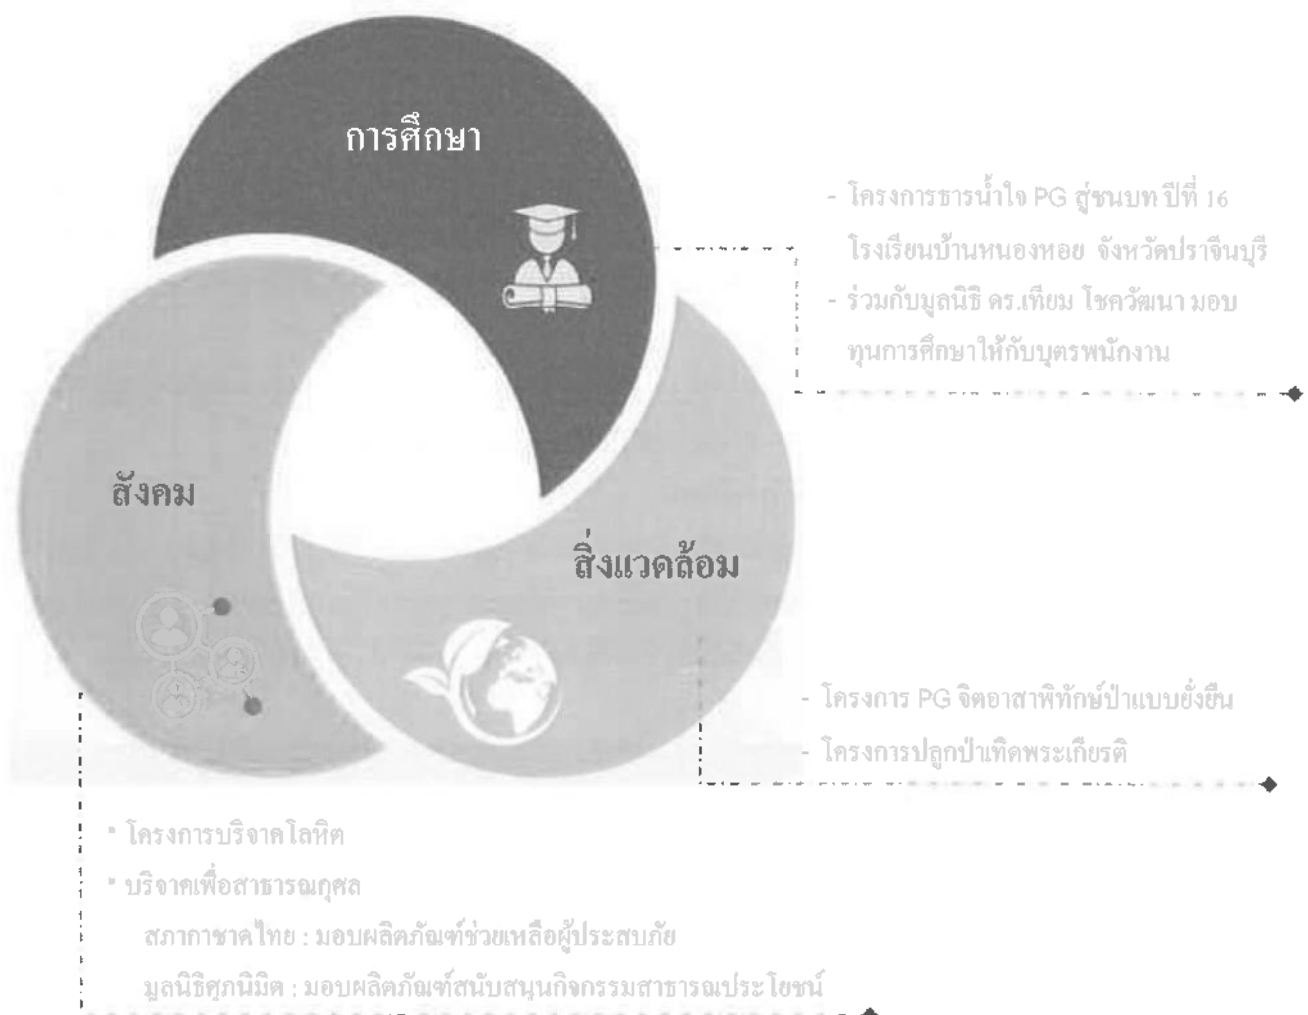 การศึกษา
- โครงการธารน้ำใจ PG สู่ชนบท ปีที่ 16
โรงเรียนบ้านหนองหอย จังหวัดปราจีนบุรี
- ร่วมกับมูลนิธิ ดร.เทียม โชควัฒนา มอบ
ทุนการศึกษาให้กับบุตรพนักงาน
สังคม
สิ่งแวดล้อม
- โครงการ PG จิตอาสาพิทักษ์ป่าแบบยั่งยืน
- โครงการปลูกป่าเทิดพระเกียรติ
" โครงการบริจาคโลหิต
" บริจาคเพื่อสาธารณกุศล
สภากาชาดไทย : มอบผลิตภัณฑ์ช่วยเหลือผู้ประสบภัย
มูลนิธิศุภนิมิต : มอบผลิตภัณฑ์สนับสนุนกิจกรรมสาธารณประโยชน์